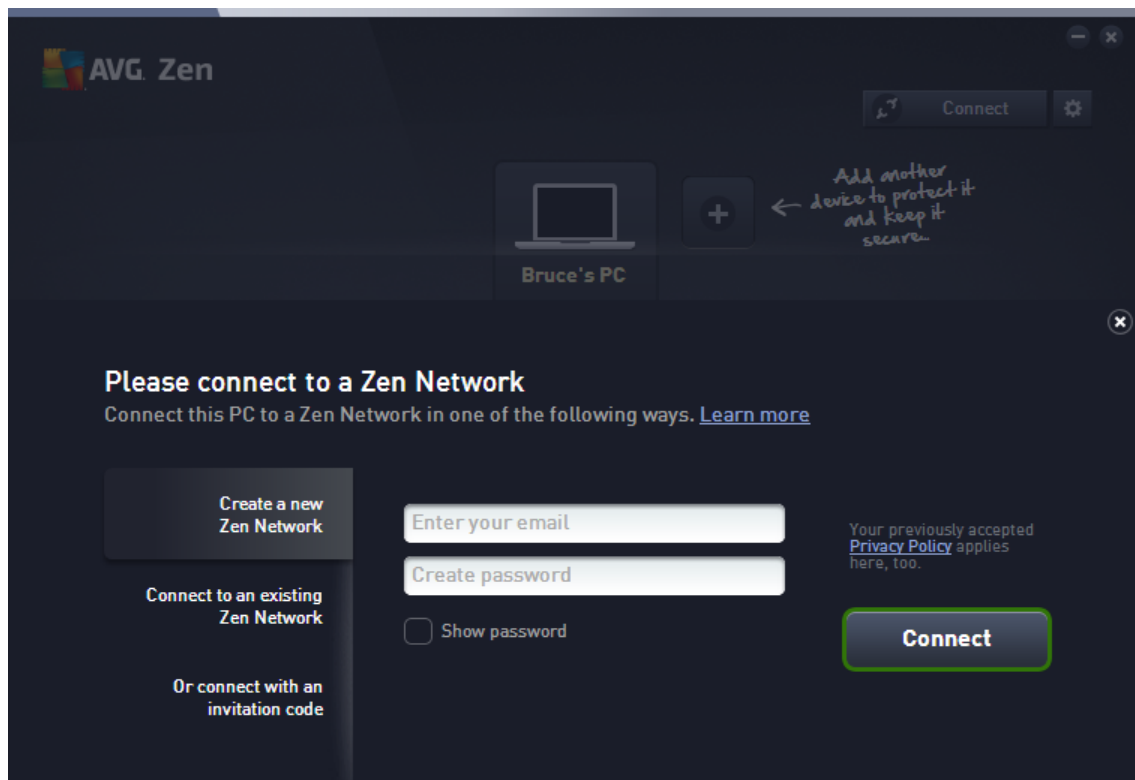 AVG. Zen
Connect
Add another
device to protect it
and keep it
secure.
Bruce's PC
Please connect to a Zen Network
Connect this PC to a Zen Network in one of the following ways. Learn more
Create a new
Zen Network
Connect to an existing
Zen Network
Or connect with an
invitation code
Enter your email
Create password
Show password
Your previously accepted
Privacy Policy applies
here, too.
Connect